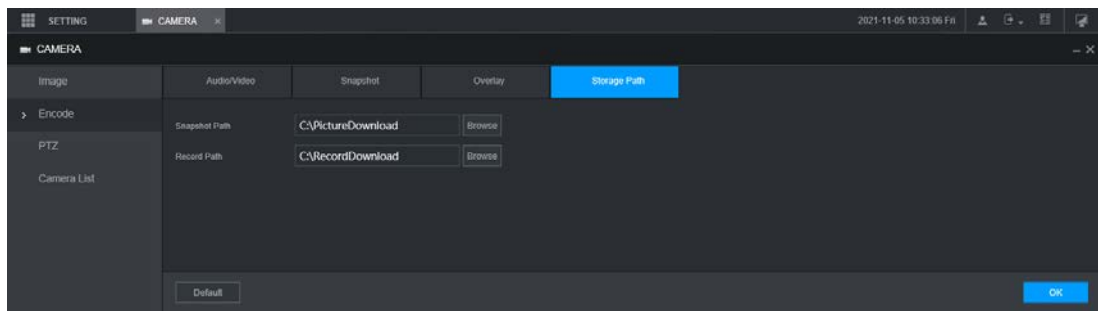 SETTING CAMERA × 2021-11-05 10:33:06 Fri
CAMERA
Image Audio/Video Snapshot Overlay Storage Path
Encode
Snapshot Path C:\PictureDownload Browse
PTZ
Record Path C:\RecordDownload Browse
Camera List
Default OK